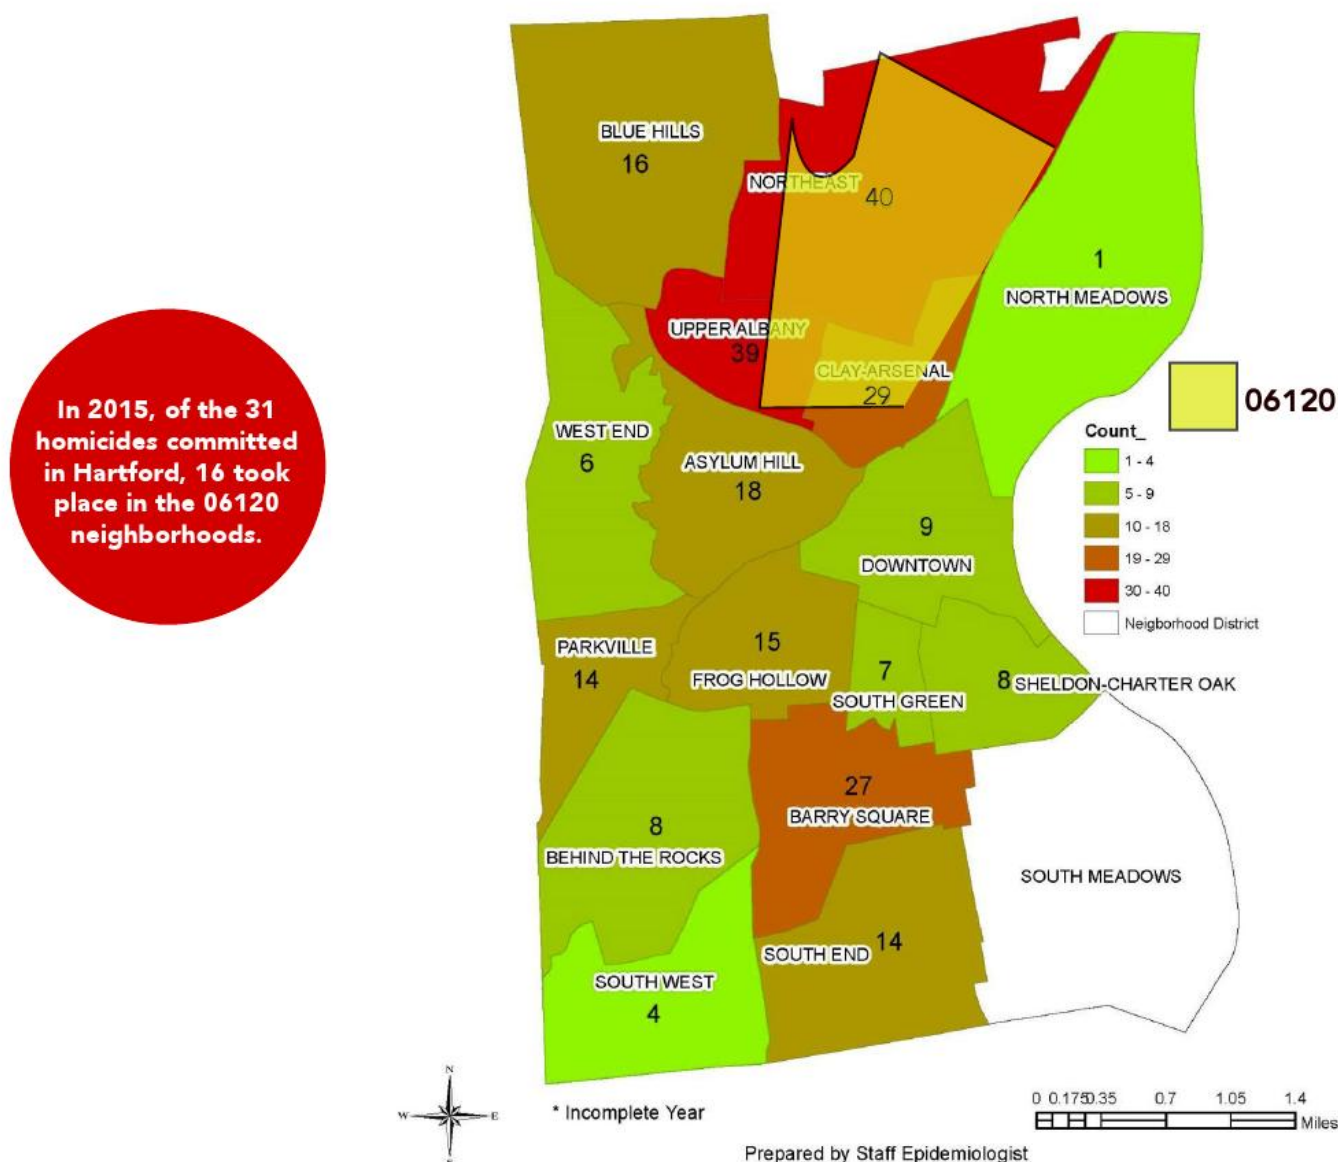 BLUE HILLS
16
NORTHEAST
40
1
NORTH MEADOWS
UPPER ALBANY
39
CLAY-ARSENAL
29
06120
In 2015, of the 31
homicides committed
in Hartford, 16 took
place in the 06120
neighborhoods.
WEST END
6
ASYLUM HILL
18
Count_
1 - 4
5 - 9
10 - 18
19 - 29
30 - 40
Neigborhood District
9
DOWNTOWN
PARKVILLE
14
15
FROG HOLLOW
7
SOUTH GREEN
8 SHELDON-CHARTER OAK
27
BARRY SQUARE
8
BEHIND THE ROCKS
SOUTH MEADOWS
14
SOUTH END
SOUTH WEST
4
N
W E
S
* Incomplete Year
0 0.175 0.35 0.7 1.05 1.4
Miles
Prepared by Staff Epidemiologist